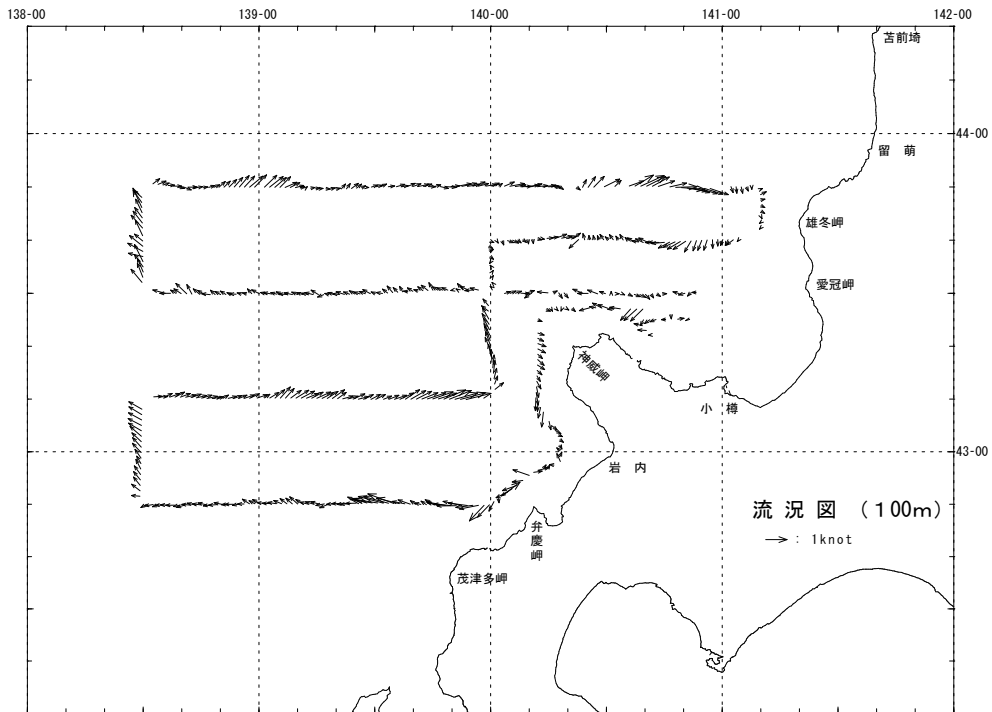 138-00 139-00 140-00 141-00 142-00
苫前埼
44-00
留 萌
雄冬岬
愛冠岬
神威岬
小 樽
43-00
岩 内
流 況 図 (100m)
弁慶岬
: 1knot
茂津多岬